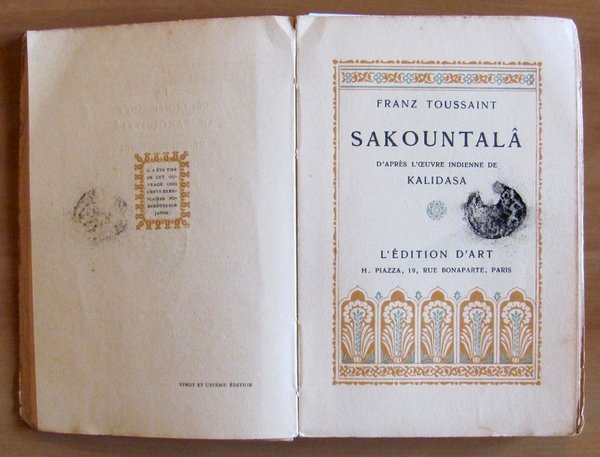 IL A ÉTÉ TIRÉ
DE CET OU-
VRAGE CINQ
CENTS EXEM-
PLAIRES NU-
MÉROTÉS SUR
JAPON.
VINGT ET UNIÈME ÉDITION
FRANZ TOUSSAINT
SAKOUNTALÂ
D'APRÈS L'ŒUVRE INDIENNE DE
KALIDASA
L'ÉDITION D'ART
H. PIAZZA, 19, RUE BONAPARTE, PARIS